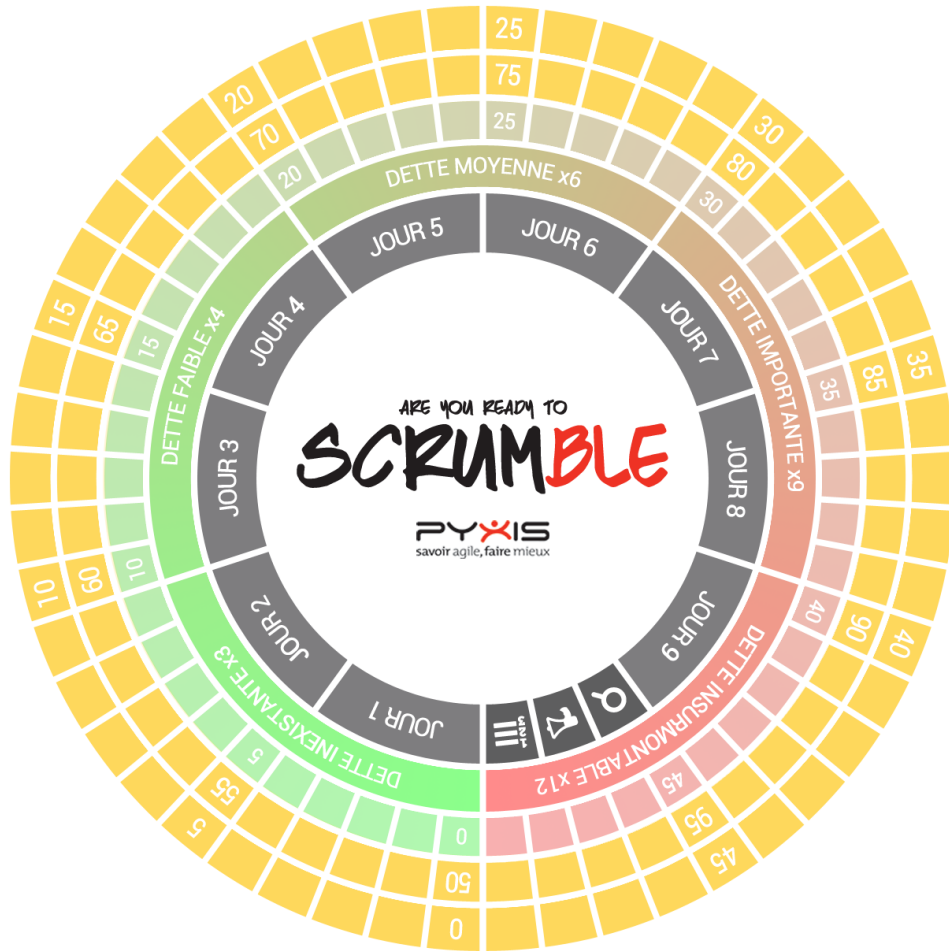 ARE YOU READY TO
SCRUMBLE
PYXIS
savoir agile, faire mieux
JOUR 1
JOUR 2
JOUR 3
JOUR 4
JOUR 5
JOUR 6
JOUR 7
JOUR 8
JOUR 9
DETTE INEXISTANTE x3
DETTE FAIBLE x4
DETTE MOYENNE x6
DETTE IMPORTANTE x9
DETTE INSURMONTABLE x12
0
5
10
15
20
25
30
35
40
45
50
55
60
65
70
75
80
85
90
95
0
5
10
15
20
25
30
35
40
45